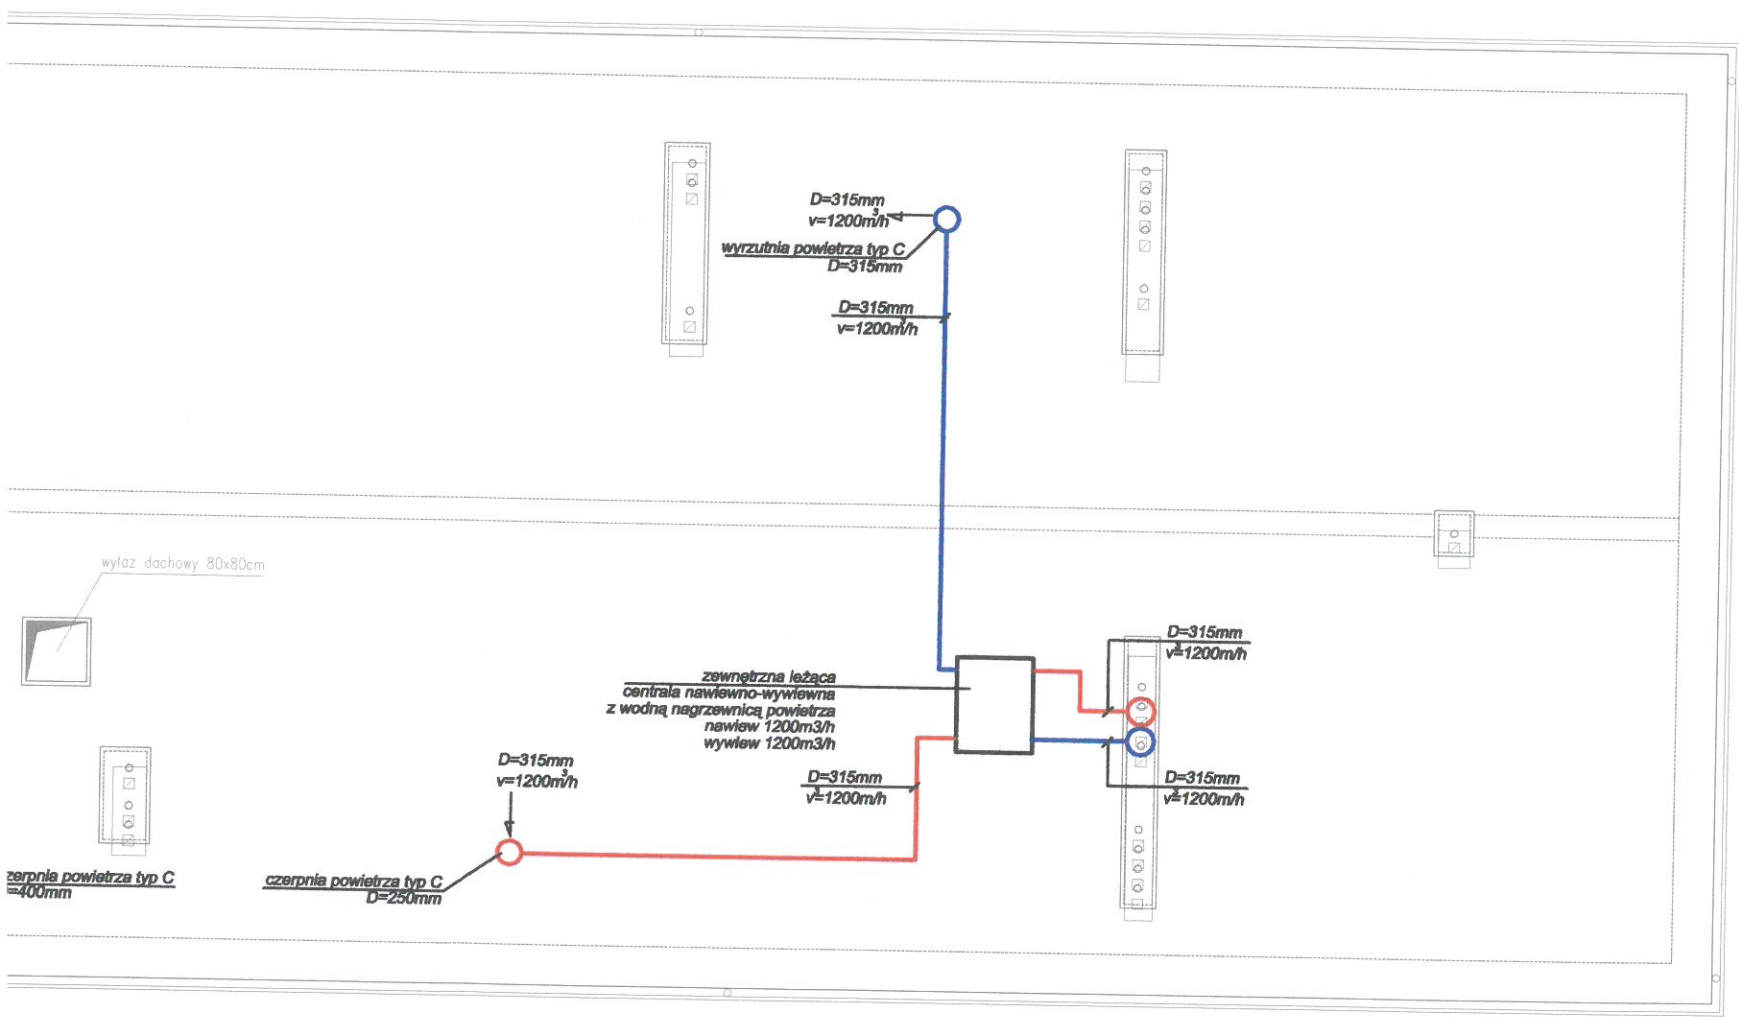 D=315mm
v=1200m³/h
wyrzutnia powietrza typ C
D=315mm
D=315mm
v=1200m³/h
wyłaz dachowy 80x80cm
D=315mm
v=1200m³/h
zewnętrzna leżąca
centrala nawiewno-wywiewna
z wodną nagrzewnicą powietrza
nawiew 1200m3/h
wywiew 1200m3/h
D=315mm
v=1200m³/h
D=315mm
v=1200m³/h
D=315mm
v=1200m³/h
zerpnia powietrza typ C
=400mm
czerpnia powietrza typ C
D=250mm